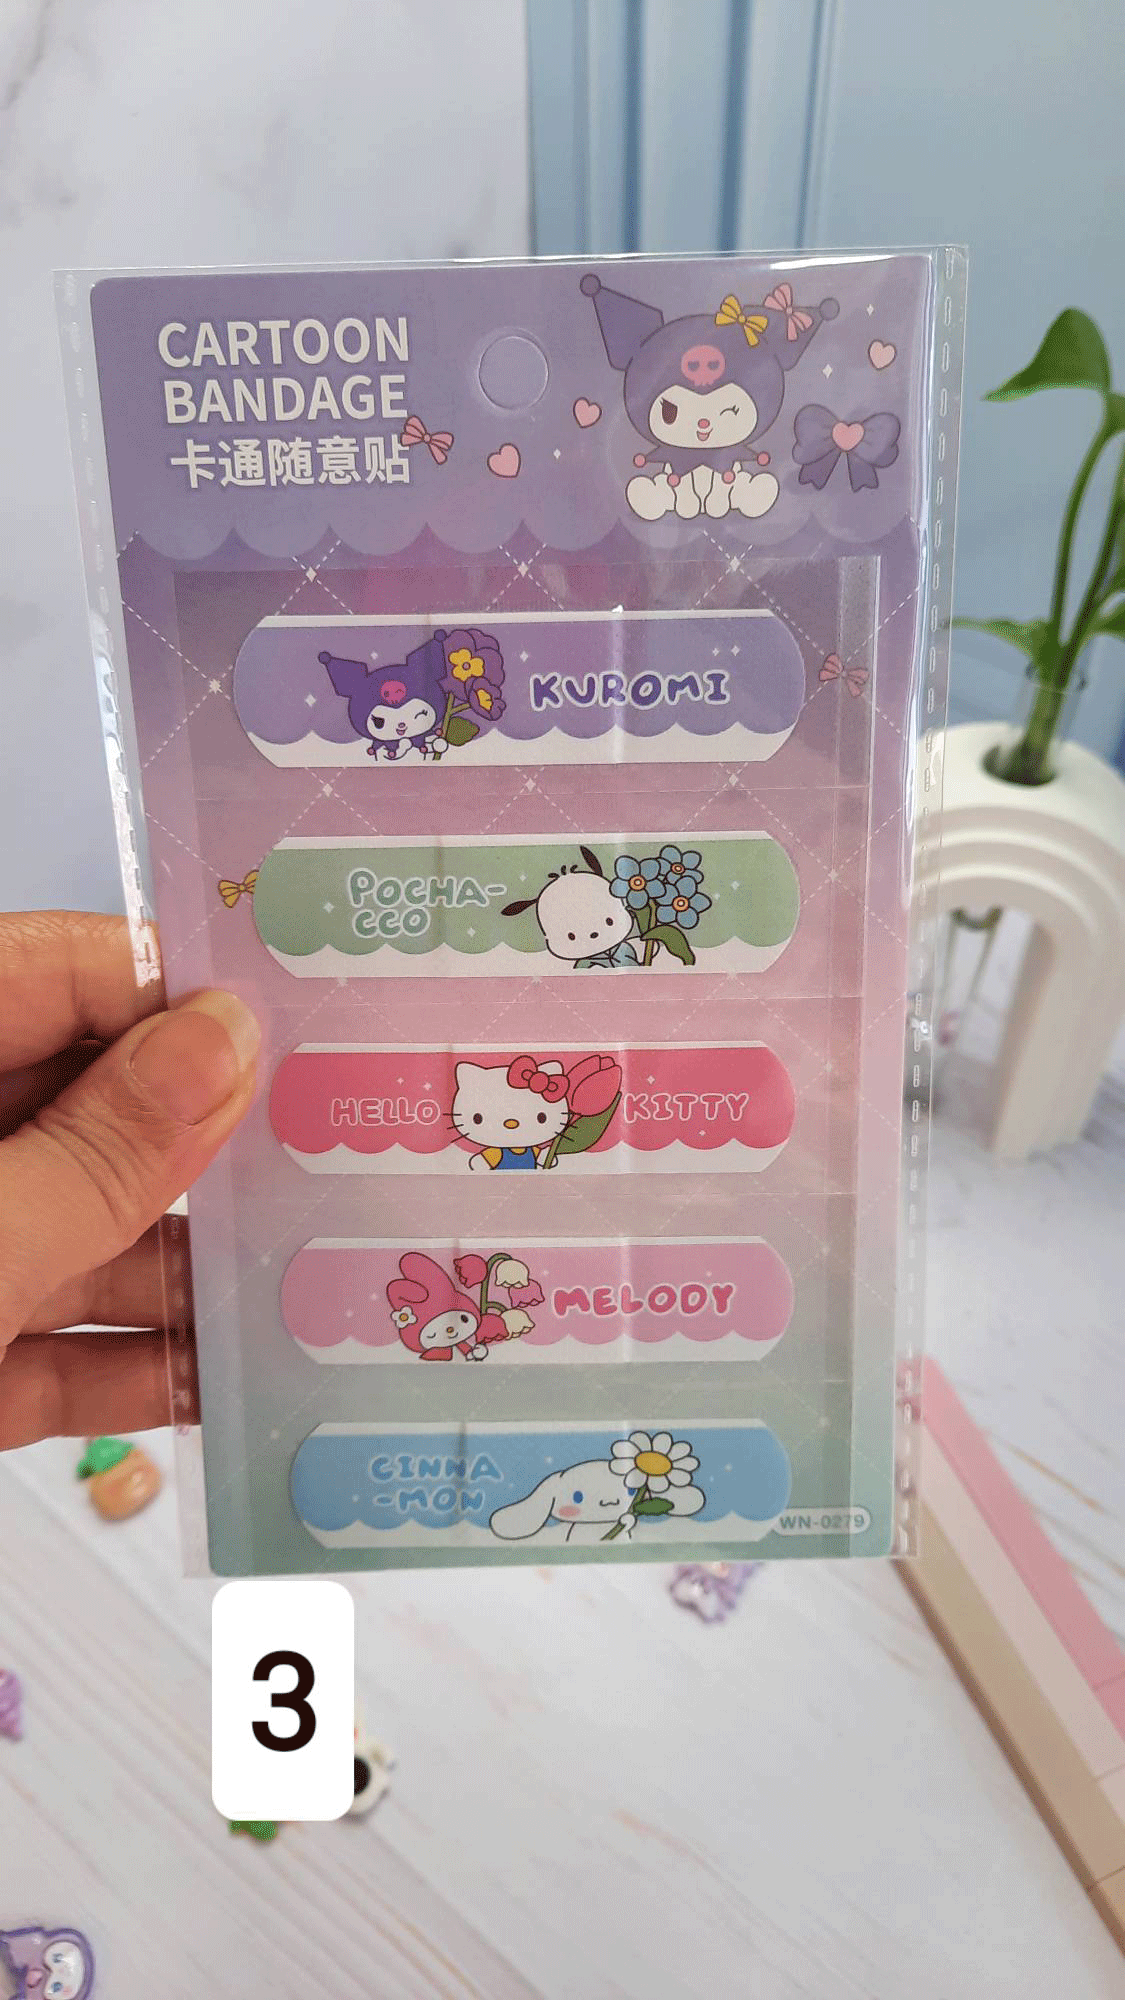 CARTOON
BANDAGE
卡通随意贴
KUROMI
POCHA-
CCO
HELLO KITTY
MELODY
CINNA
-MON
WN-0279
3